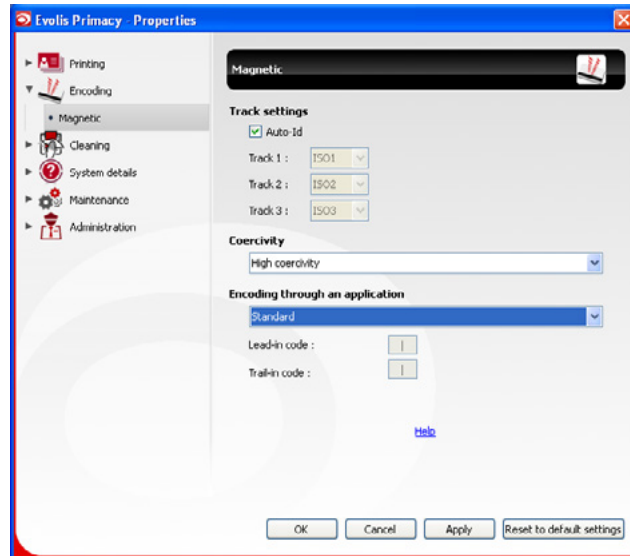 Evolis Primacy - Properties
Printing
Encoding
Magnetic
Cleaning
System details
Maintenance
Administration
Magnetic
Track settings
Auto-Id
Track 1 : ISO1
Track 2 : ISO2
Track 3 : ISO3
Coercivity
High coercivity
Encoding through an application
Standard
Lead-in code : |
Trail-in code : |
Help
OK Cancel Apply Reset to default settings